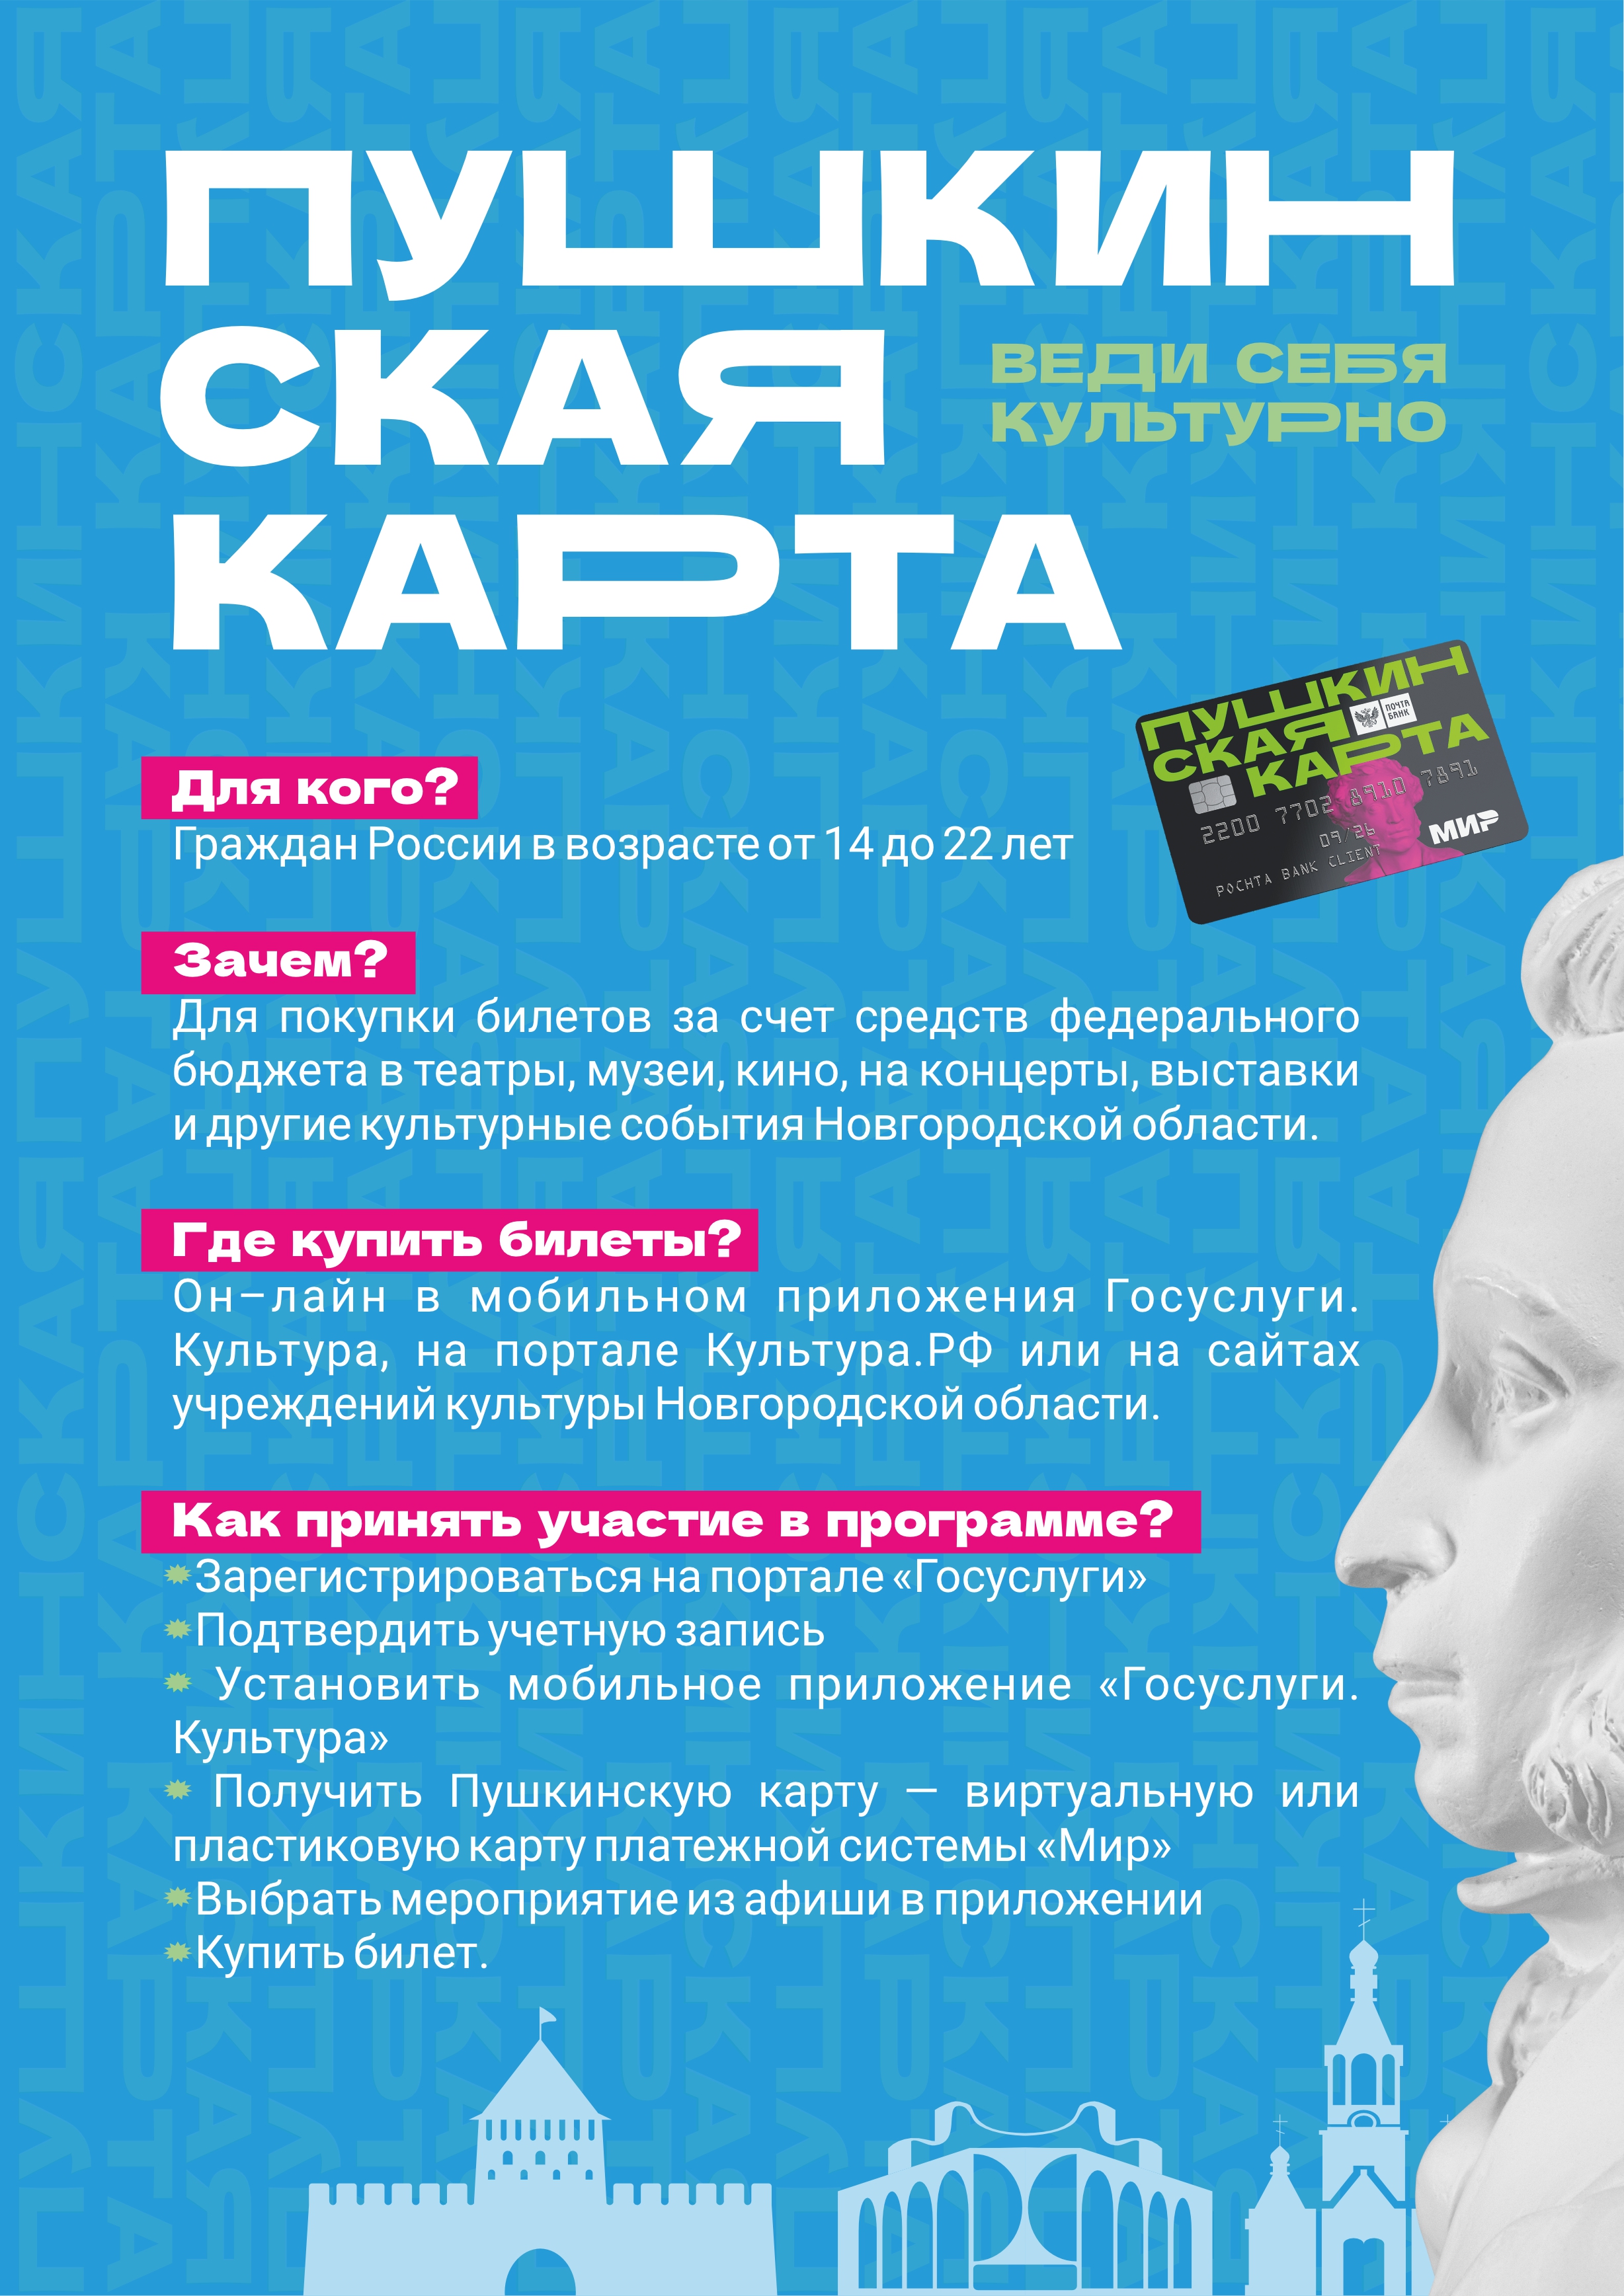 ПУШКИН
СКАЯ
КАРТА
ВЕДИ СЕБЯ
КУЛЬТУРНО
ПУШКИН
СКАЯ
КАРТА
ПОЧТА
БАНК
2200 7702 8910 7891
09/26
POCHTA BANK CLIENT
МИР
Для кого?
Граждан России в возрасте от 14 до 22 лет
Зачем?
Для покупки билетов за счет средств федерального
бюджета в театры, музеи, кино, на концерты, выставки
и другие культурные события Новгородской области.
Где купить билеты?
Он–лайн в мобильном приложения Госуслуги.
Культура, на портале Культура.РФ или на сайтах
учреждений культуры Новгородской области.
Как принять участие в программе?
Зарегистрироваться на портале «Госуслуги»
Подтвердить учетную запись
Установить мобильное приложение «Госуслуги.
Культура»
Получить Пушкинскую карту — виртуальную или
пластиковую карту платежной системы «Мир»
Выбрать мероприятие из афиши в приложении
Купить билет.